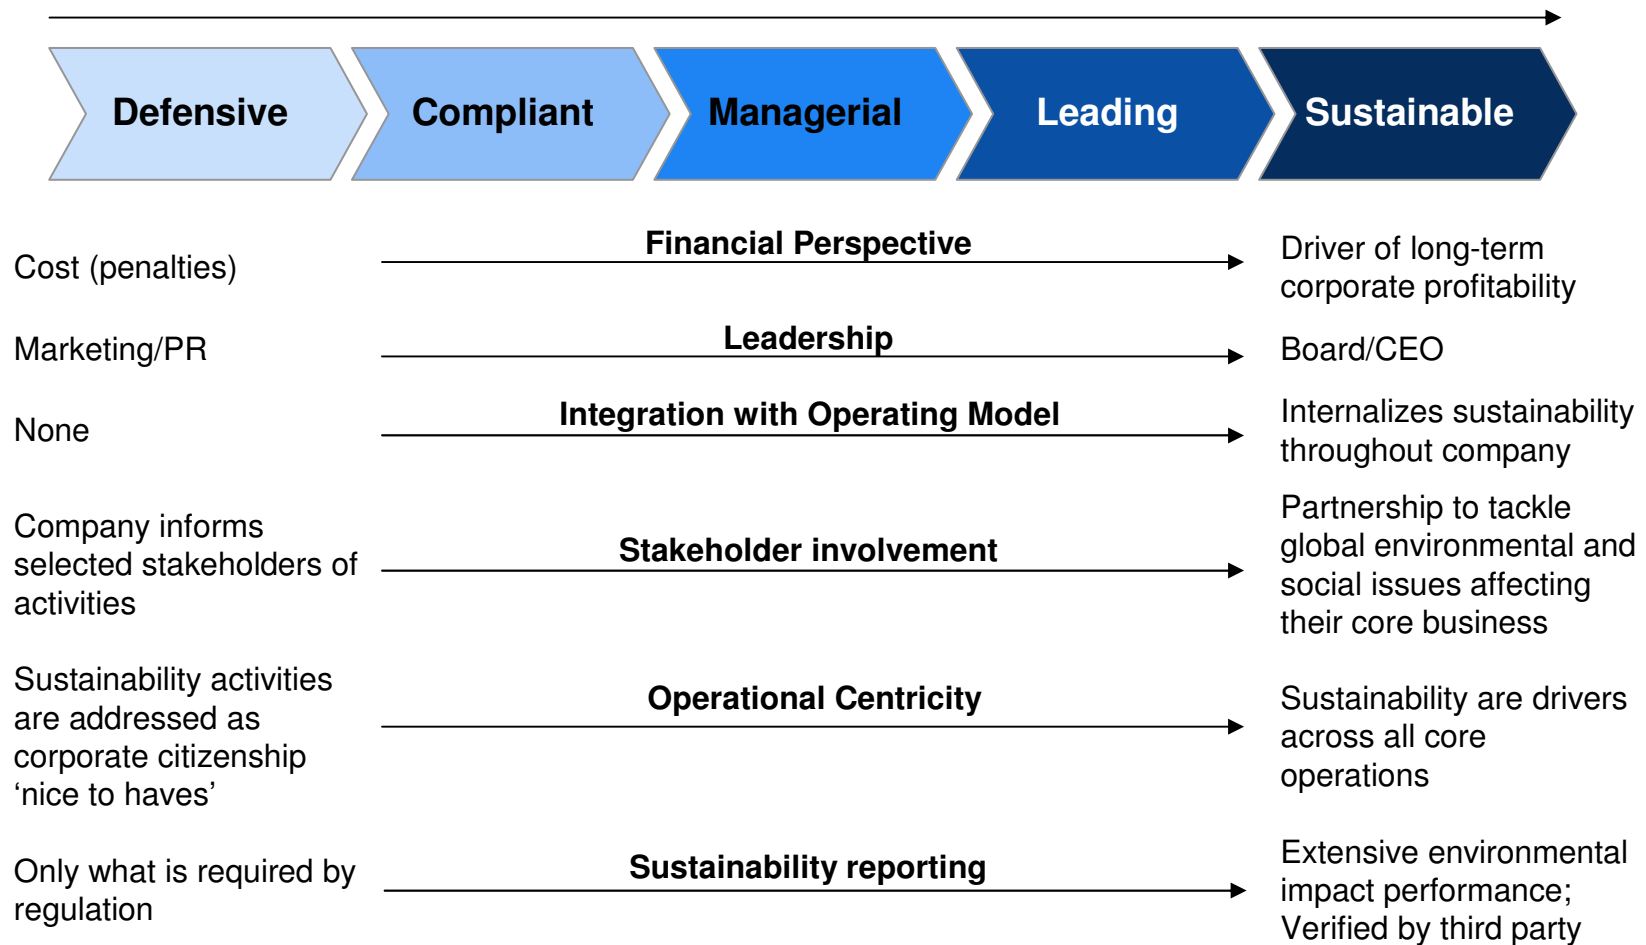 Defensive
Compliant
Managerial
Leading
Sustainable
Cost (penalties)
Financial Perspective
Driver of long-term
corporate profitability
Marketing/PR
Leadership
Board/CEO
None
Integration with Operating Model
Internalizes sustainability
throughout company
Company informs
selected stakeholders of
activities
Stakeholder involvement
Partnership to tackle
global environmental and
social issues affecting
their core business
Sustainability activities
are addressed as
corporate citizenship
‘nice to haves’
Operational Centricity
Sustainability are drivers
across all core
operations
Only what is required by
regulation
Sustainability reporting
Extensive environmental
impact performance;
Verified by third party